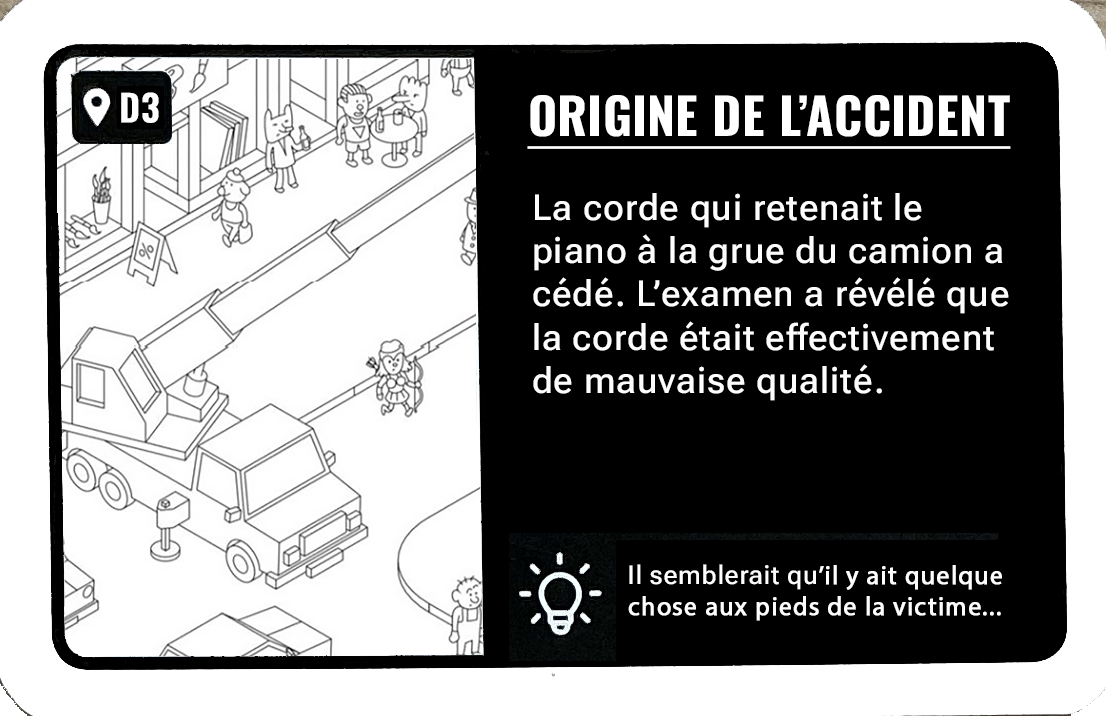 D3
ORIGINE DE L'ACCIDENT
La corde qui retenait le
piano à la grue du camion a
cédé. L'examen a révélé que
la corde était effectivement
de mauvaise qualité.
Il semblerait qu'il y ait quelque
chose aux pieds de la victime...